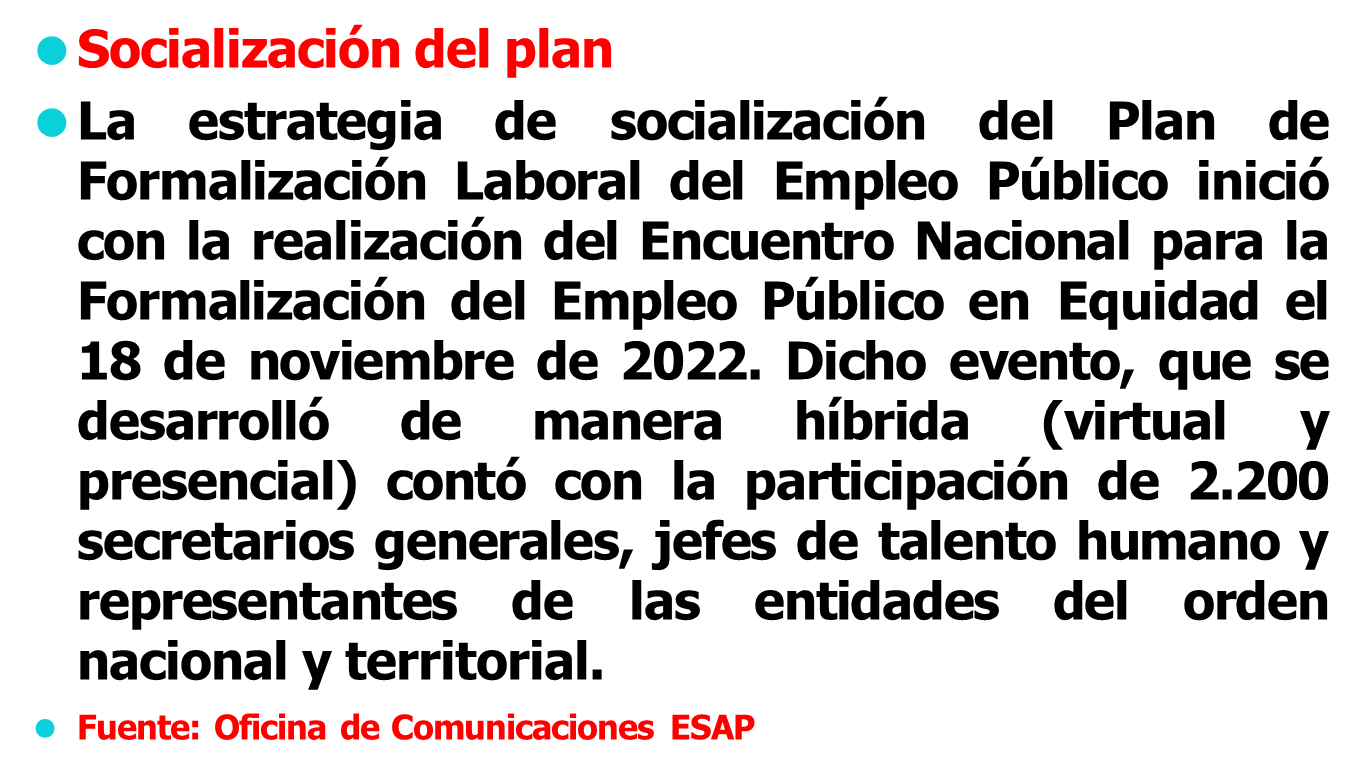 Socialización del plan
La estrategia de socialización del Plan de
Formalización Laboral del Empleo Público inició
con la realización del Encuentro Nacional para la
Formalización del Empleo Público en Equidad el
18 de noviembre de 2022. Dicho evento, que se
desarrolló de manera híbrida (virtual y
presencial) contó con la participación de 2.200
secretarios generales, jefes de talento humano y
representantes de las entidades del orden
nacional y territorial.
Fuente: Oficina de Comunicaciones ESAP